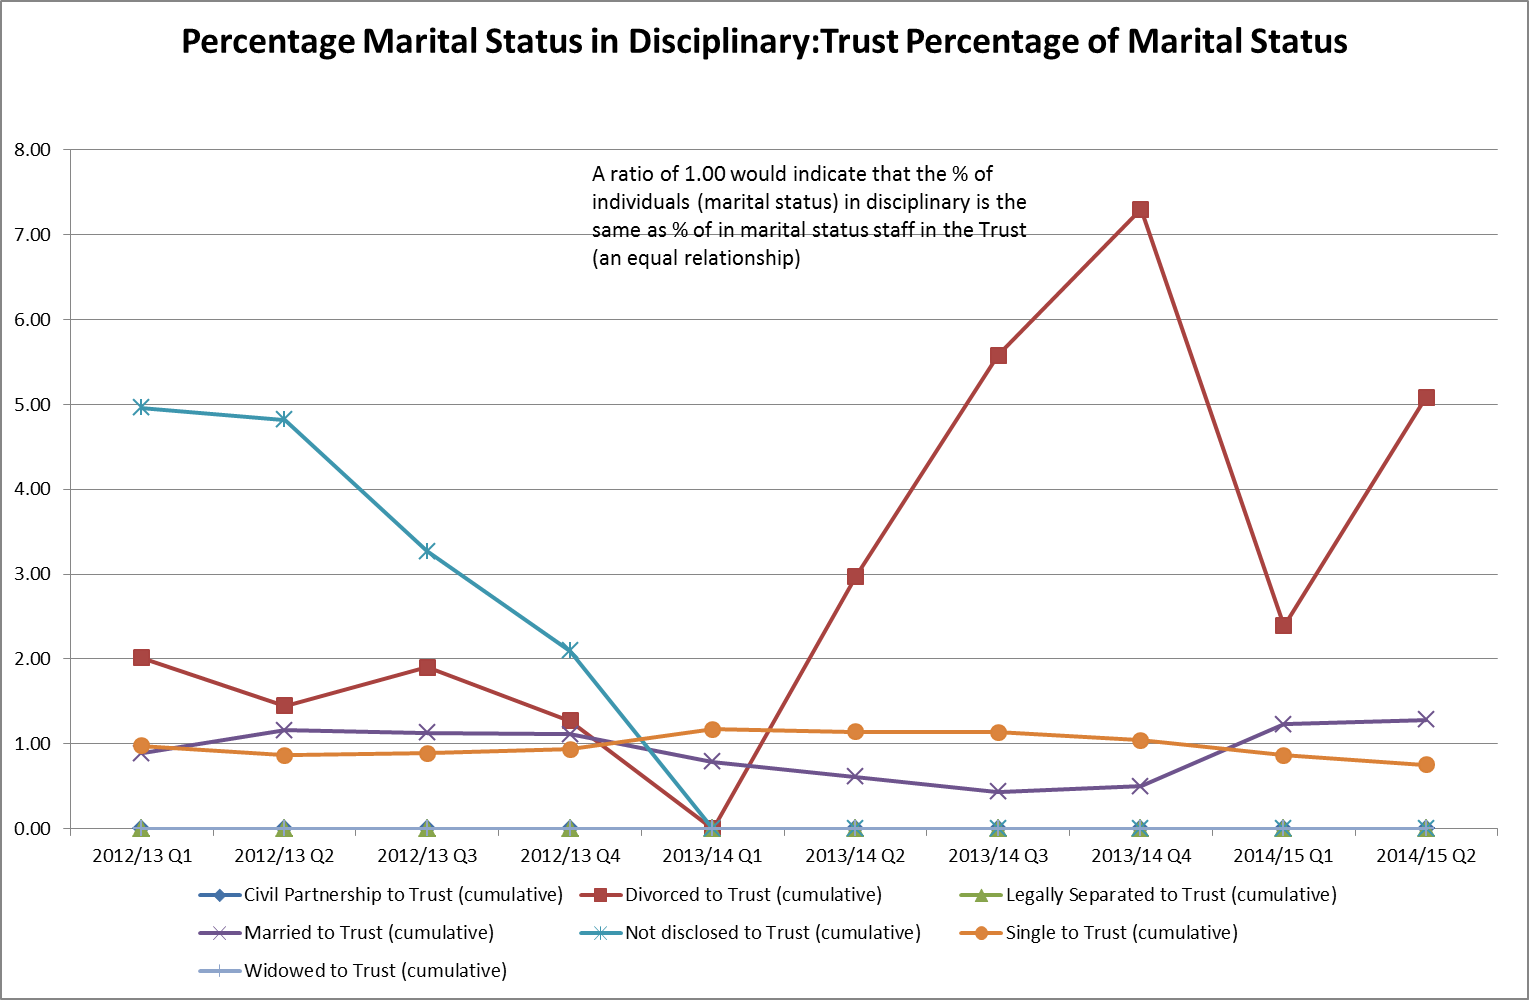 Percentage Marital Status in Disciplinary:Trust Percentage of Marital Status
8.00
A ratio of 1.00 would indicate that the % of
individuals (marital status) in disciplinary is the
same as % of in marital status staff in the Trust
(an equal relationship)
7.00
6.00
5.00
4.00
3.00
2.00
1.00
0.00
2012/13 Q1 2012/13 Q2 2012/13 Q3 2012/13 Q4 2013/14 Q1 2013/14 Q2 2013/14 Q3 2013/14 Q4 2014/15 Q1 2014/15 Q2
Civil Partnership to Trust (cumulative) Divorced to Trust (cumulative) Legally Separated to Trust (cumulative)
Married to Trust (cumulative) Not disclosed to Trust (cumulative) Single to Trust (cumulative)
Widowed to Trust (cumulative)